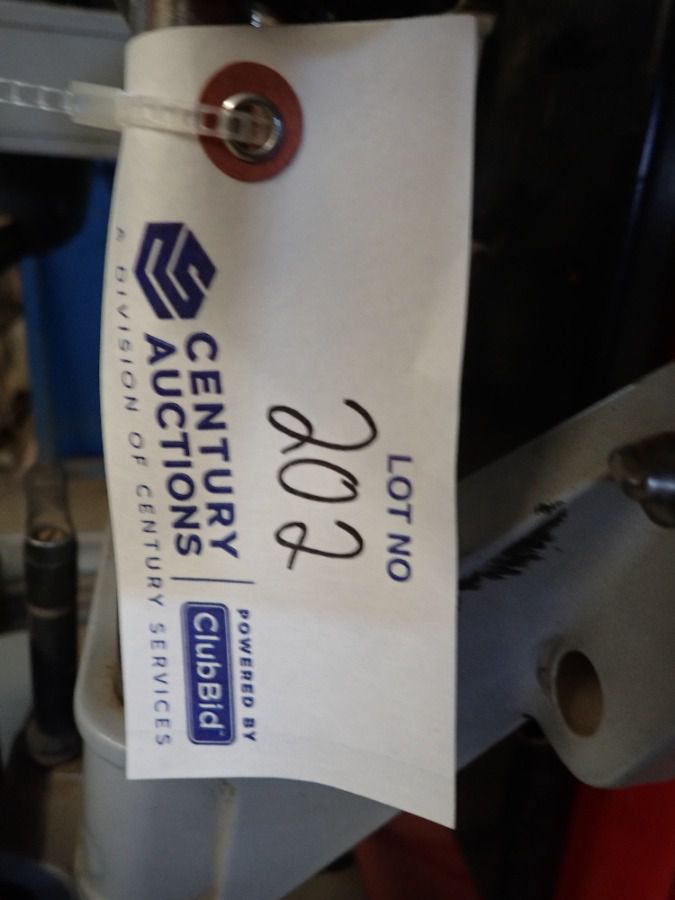 LOT NO
202
CENTURY
AUCTIONS
POWERED BY
ClubBid
A DIVISION OF CENTURY SERVICES